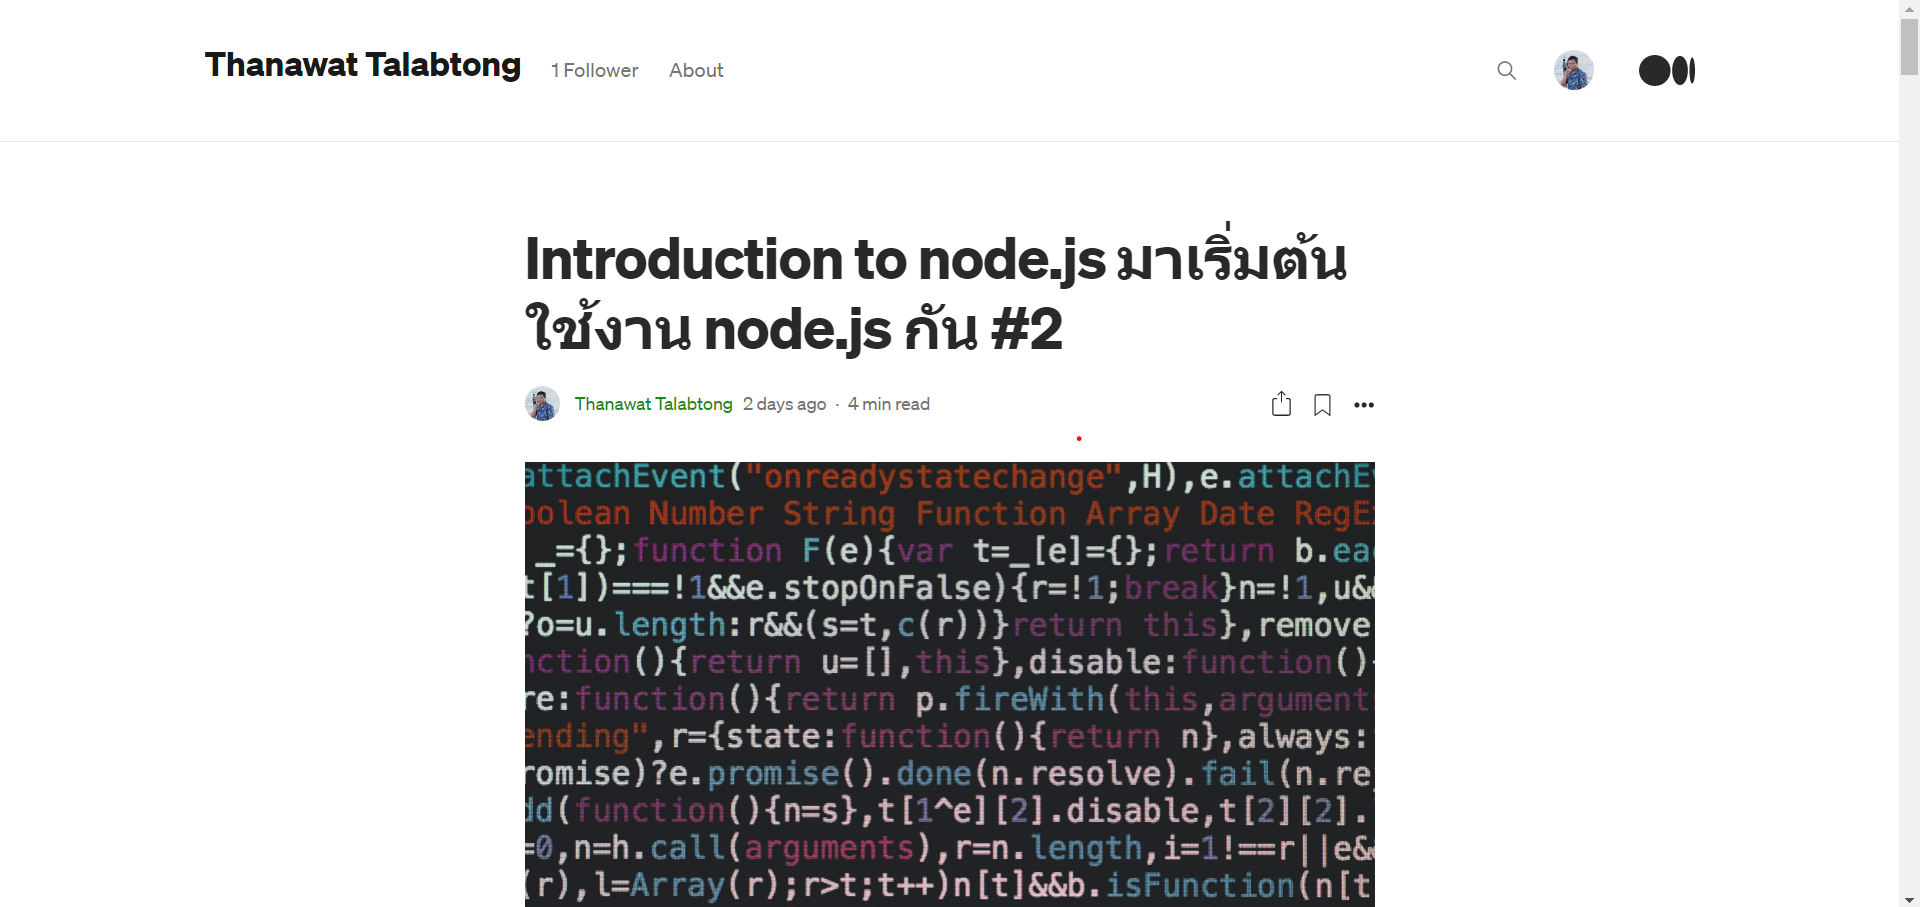 Thanawat Talabtong
1 Follower
About
Introduction to node.js มาเริ่มต้น
ใช้งาน node.js กัน #2
Thanawat Talabtong 2 days ago · 4 min read
attachEvent("onreadystatechange",H),e.attachE
oolean Number String Function Array Date RegE
_={};function F(e){var t=_[e]={};return b.ea
t[1])===!1&&e.stopOnFalse){r=!1;break}n=!1,u&
?o=u.length:r&&(s=t,c(r))}return this},remove
nction(){return u=[],this},disable:function()
re:function(){return p.fireWith(this,argument
ending",r={state:function(){return n},always:
romise)?e.promise().done(n.resolve).fail(n.re
dd(function(){n=s},t[1^e][2].disable,t[2][2].
=0,n=h.call(arguments),r=n.length,i=1!==r||e&
(r),l=Array(r);r>t;t++)n[t]&&b.isFunction(n[t